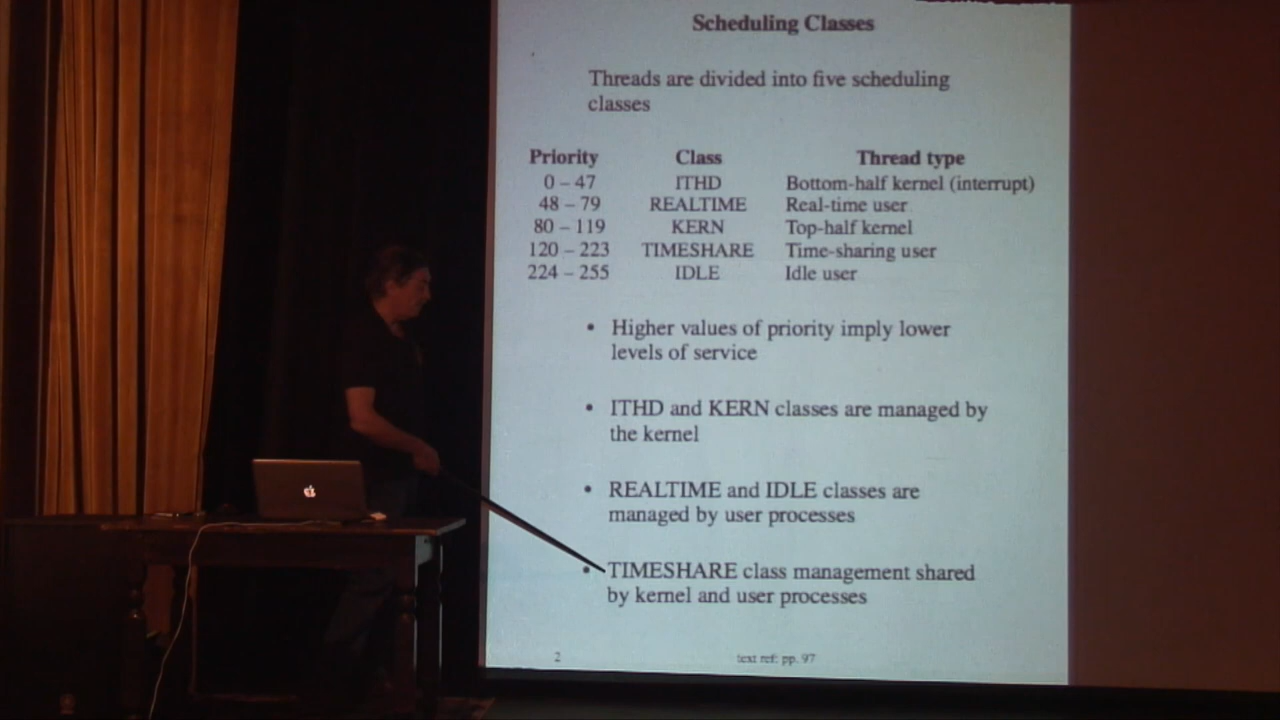 Scheduling Classes
Threads are divided into five scheduling
classes
Priority Class Thread type
0 – 47 ITHD Bottom-half kernel (interrupt)
48 – 79 REALTIME Real-time user
80 – 119 KERN Top-half kernel
120 – 223 TIMESHARE Time-sharing user
224 – 255 IDLE Idle user
• Higher values of priority imply lower
levels of service
• ITHD and KERN classes are managed by
the kernel
• REALTIME and IDLE classes are
managed by user processes
• TIMESHARE class management shared
by kernel and user processes
2 text ref: pp. 97